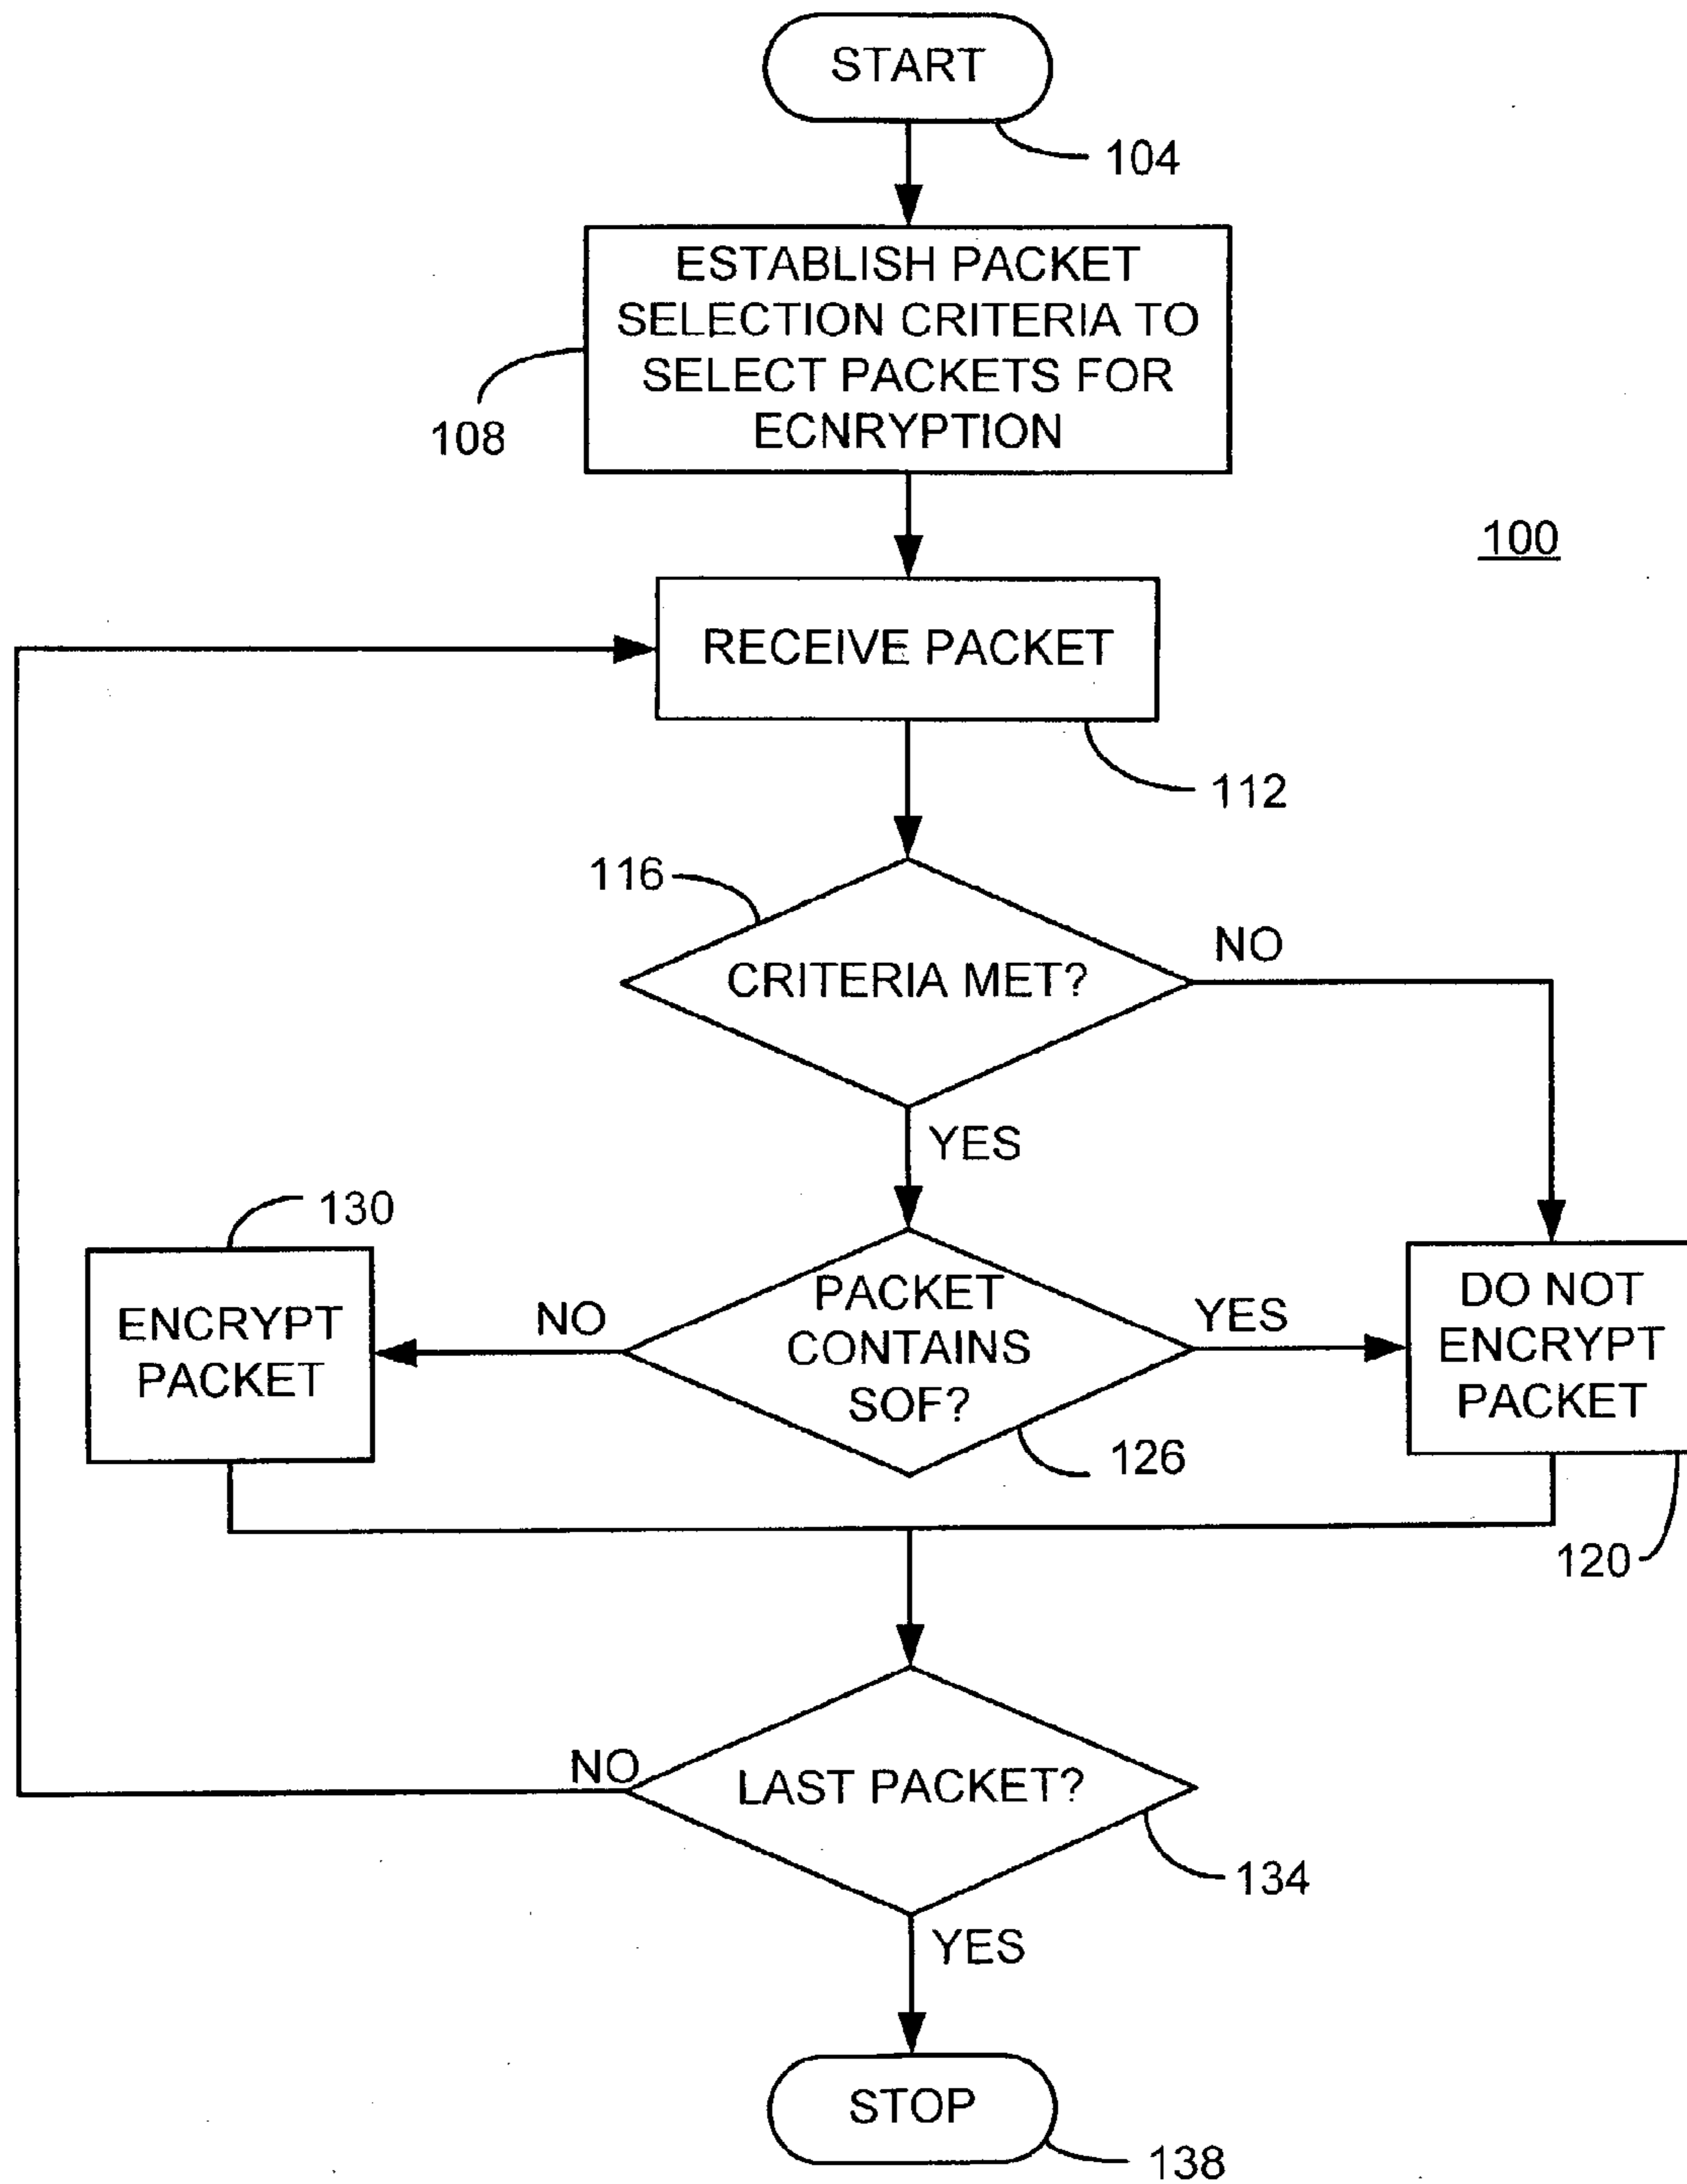 START
104
ESTABLISH PACKET
SELECTION CRITERIA TO
SELECT PACKETS FOR
ECNRYPTION
108
100
RECEIVE PACKET
112
116
CRITERIA MET?
NO
YES
130
ENCRYPT
PACKET
NO
PACKET
CONTAINS
SOF?
YES
DO NOT
ENCRYPT
PACKET
126
120
NO
LAST PACKET?
134
YES
STOP
138